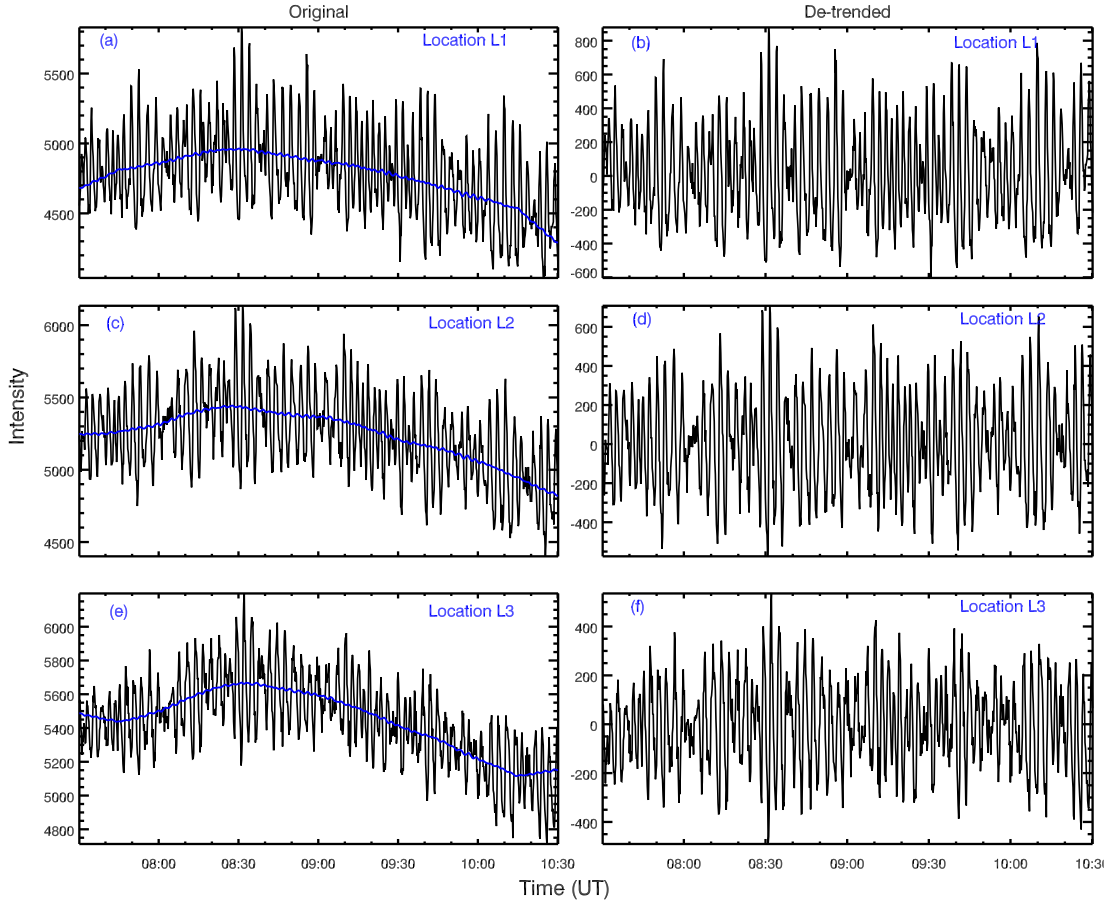 Original
De-trended
(a)
Location L1
5500
5000
4500
(b)
Location L1
800
600
400
200
0
-200
-400
-600
(c)
Location L2
6000
5500
5000
4500
(d)
Location L2
600
400
200
0
-200
-400
Intensity
(e)
Location L3
6000
5800
5600
5400
5200
5000
4800
(f)
Location L3
400
200
0
-200
-400
08:00 08:30 09:00 09:30 10:00 10:30
08:00 08:30 09:00 09:30 10:00 10:30
Time (UT)